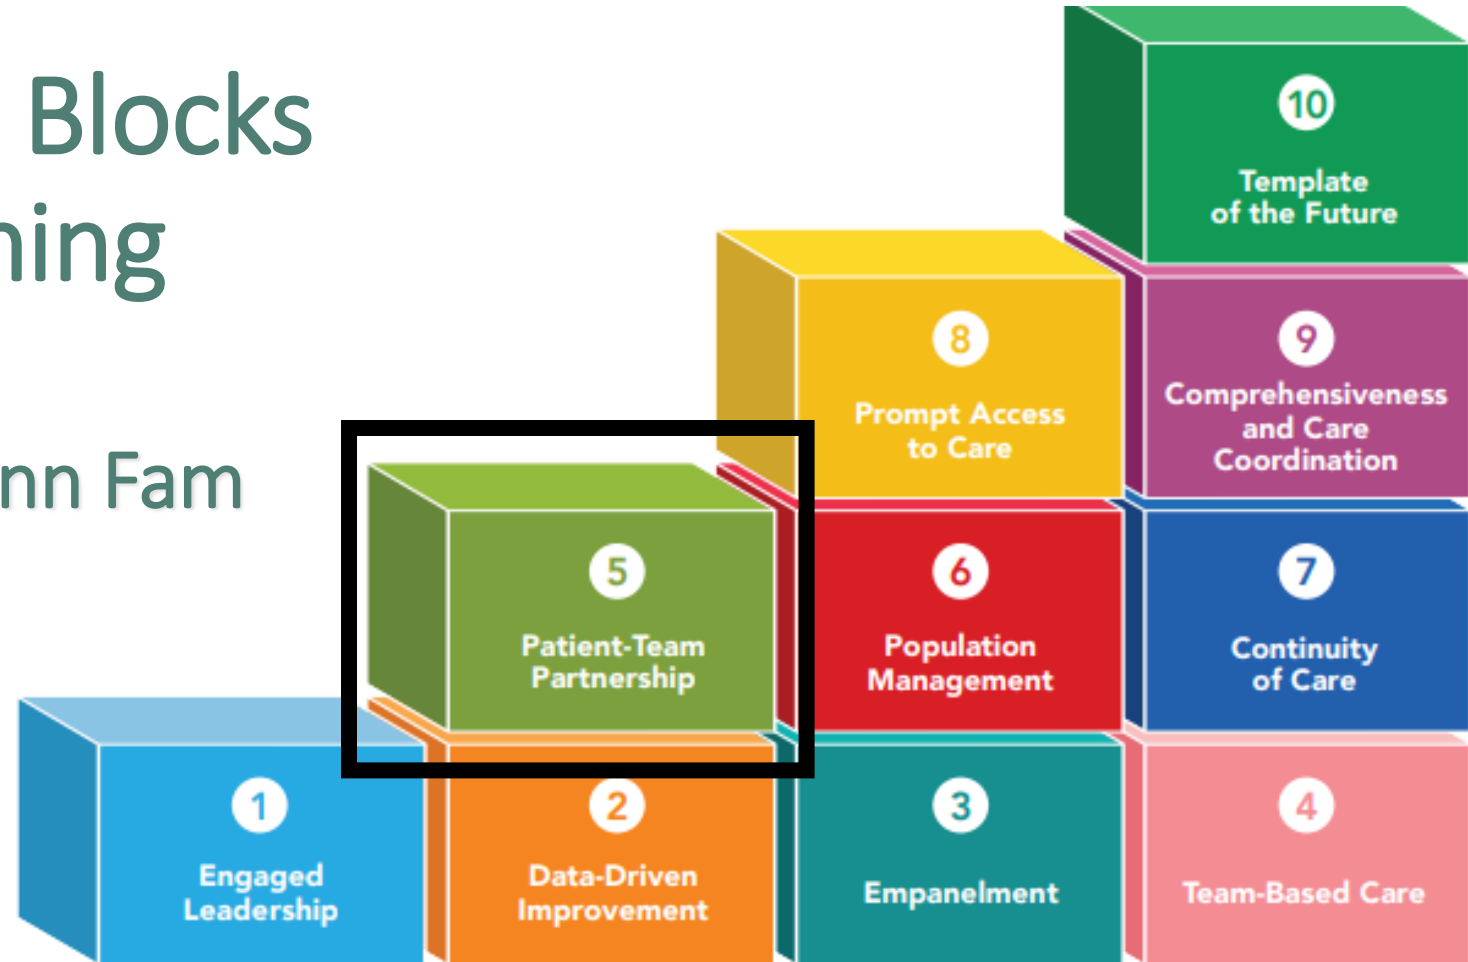 Blocks
ning
nn Fam
10
Template
of the Future
8
Prompt Access
to Care
9
Comprehensiveness
and Care
Coordination
5
Patient-Team
Partnership
6
Population
Management
7
Continuity
of Care
1
Engaged
Leadership
2
Data-Driven
Improvement
3
Empanelment
4
Team-Based Care